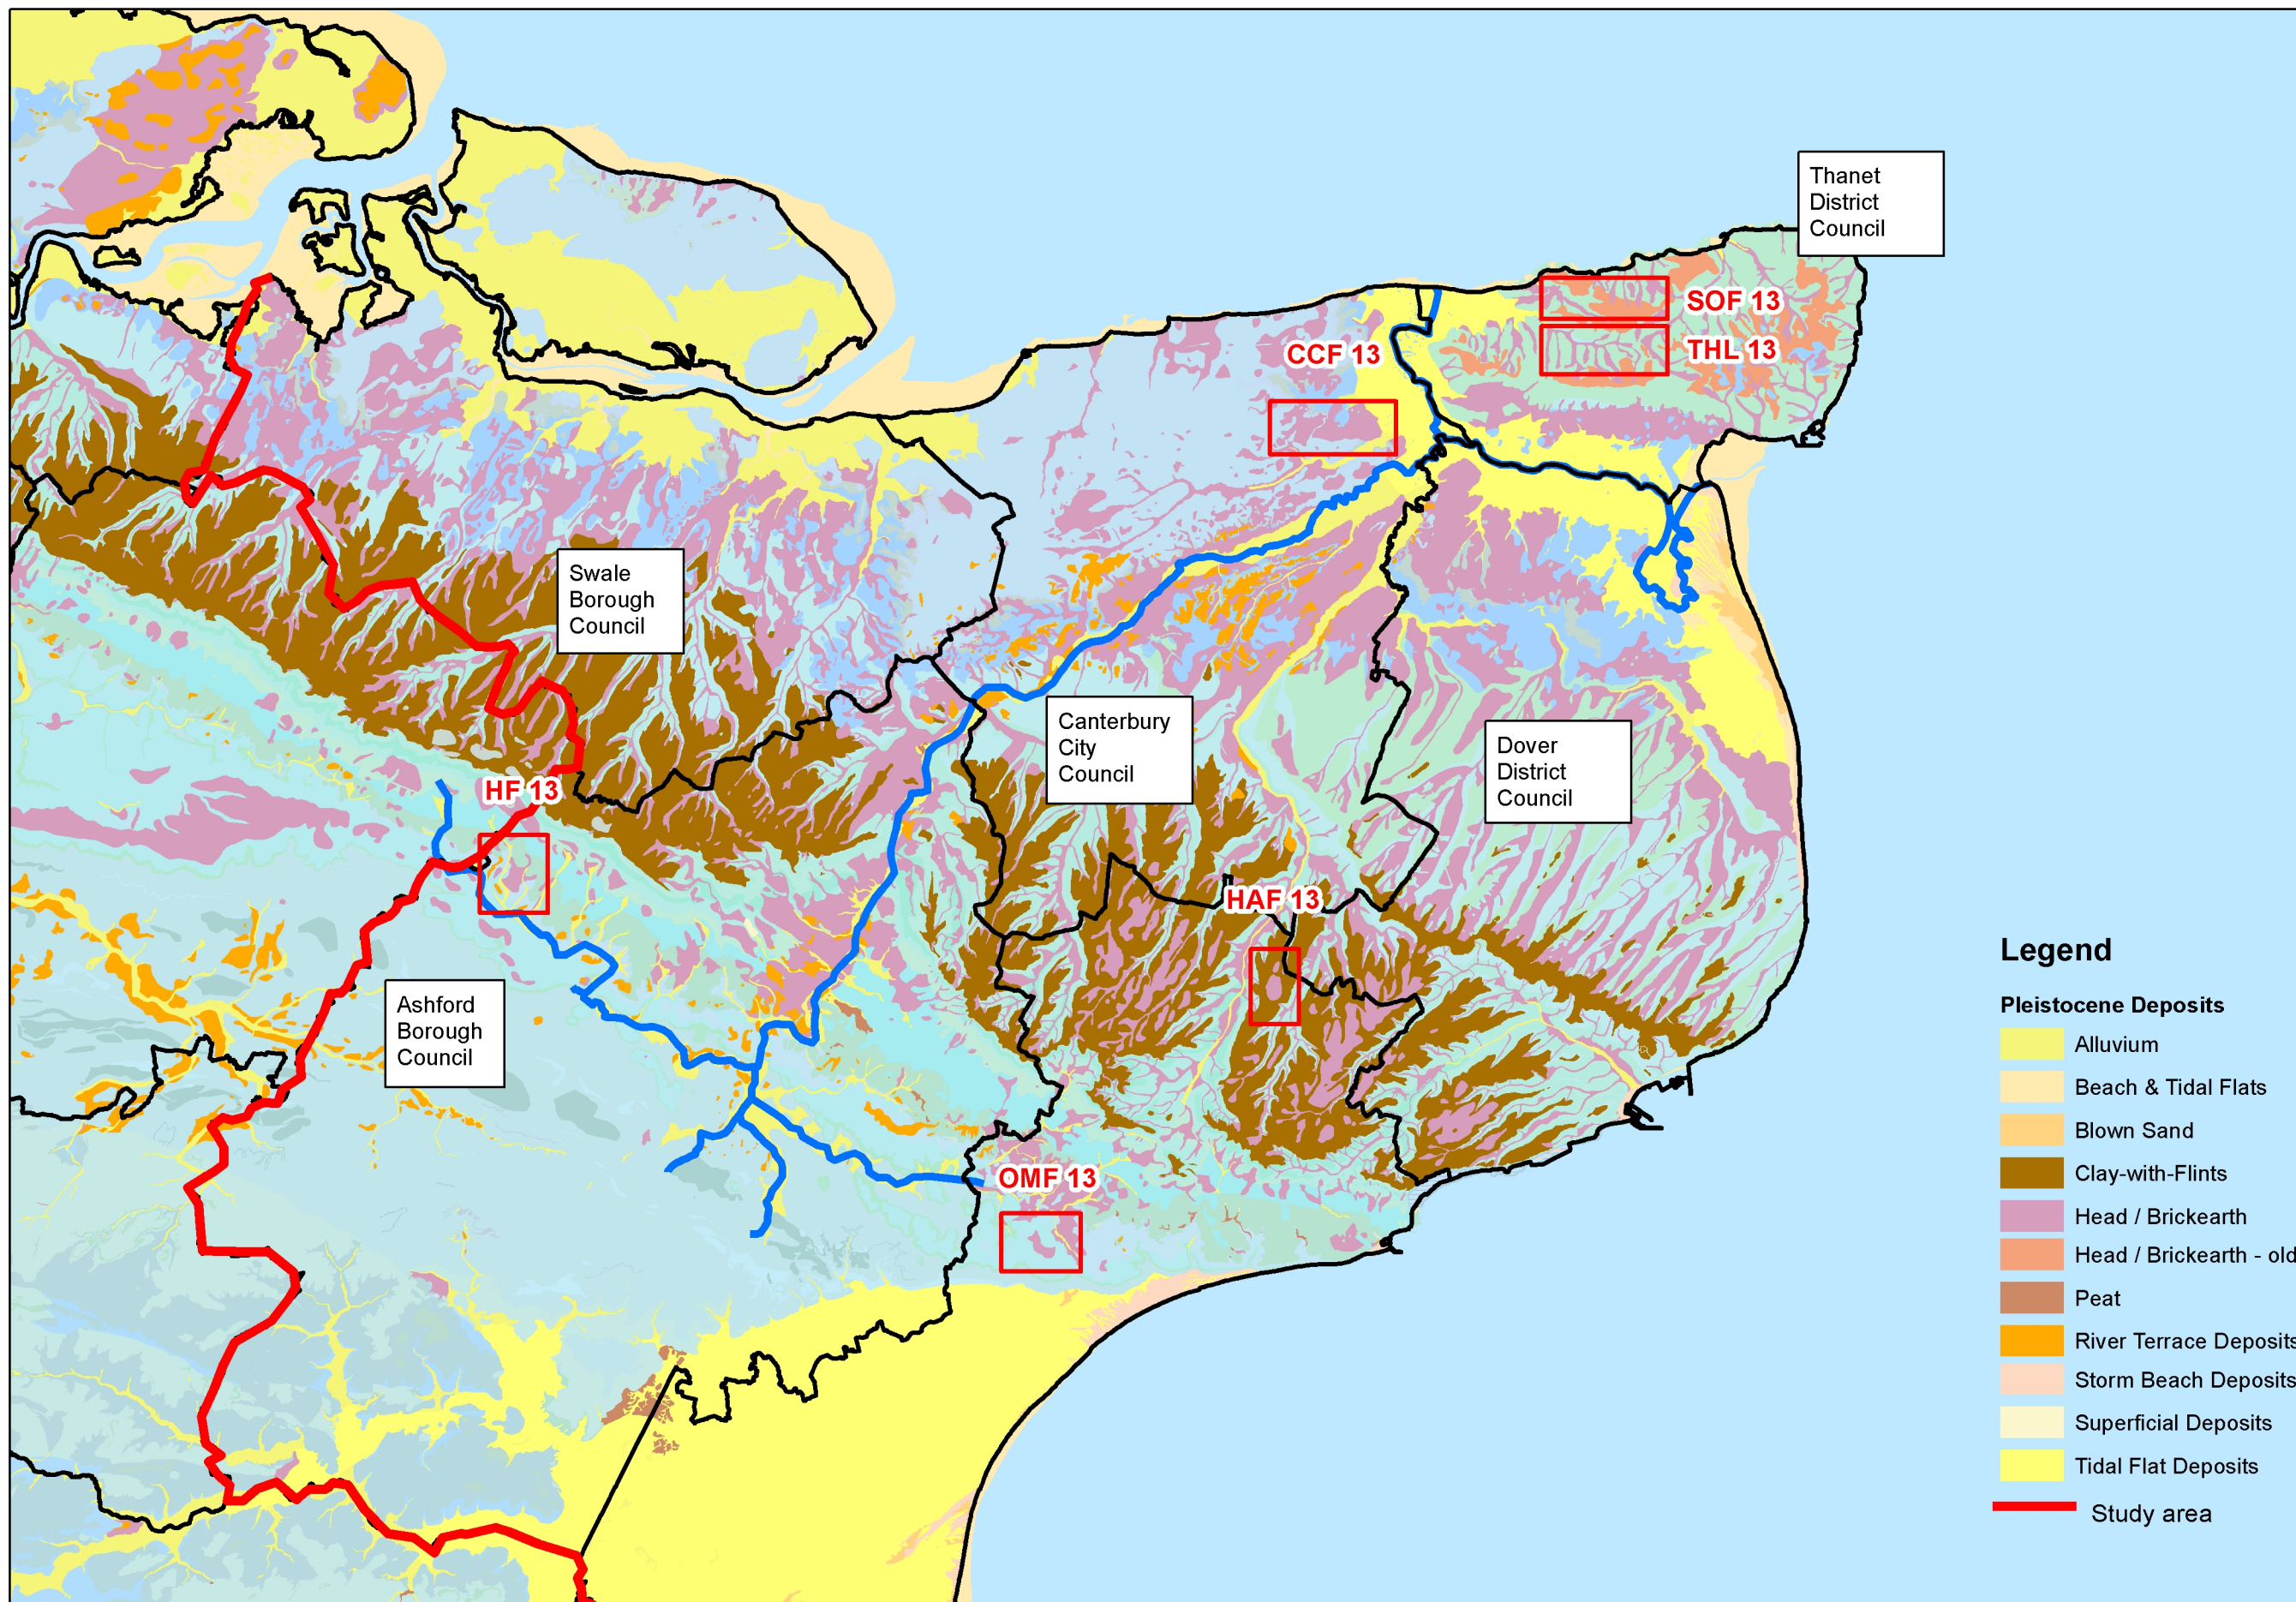 Thanet
District
Council
SOF 13
THL 13
CCF 13
Swale
Borough
Council
Canterbury
City
Council
Dover
District
Council
HF 13
HAF 13
Ashford
Borough
Council
OMF 13
Legend
Pleistocene Deposits
Alluvium
Beach & Tidal Flats
Blown Sand
Clay-with-Flints
Head / Brickearth
Head / Brickearth - old
Peat
River Terrace Deposits
Storm Beach Deposits
Superficial Deposits
Tidal Flat Deposits
Study area